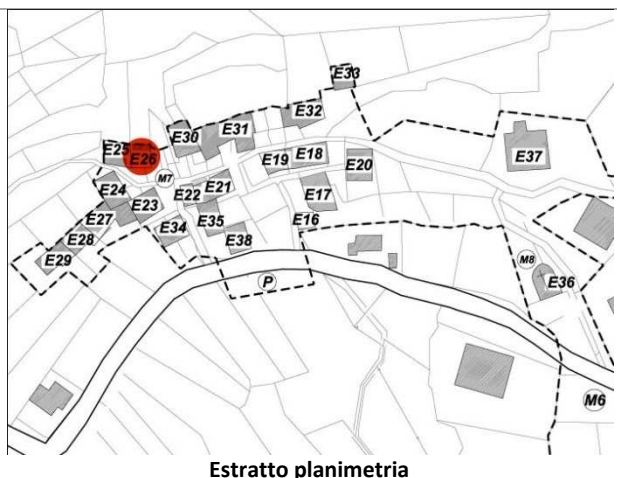 E33
E32
E31
E30
E25
E26
E37
E19
E18
E20
M7
E24
E22
E21
E17
E23
E27
E35
E16
E34
E28
E38
E29
M8
E36
P
M6
Estratto planimetria